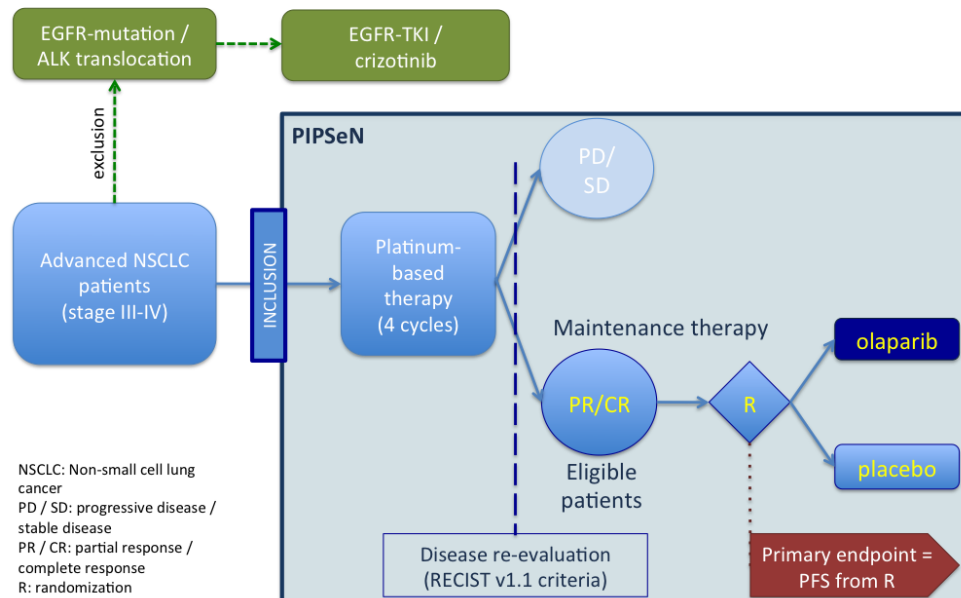 EGFR-mutation /
ALK translocation
EGFR-TKI /
crizotinib
exclusion
PIPSeN
PD/
SD
Advanced NSCLC
patients
(stage III-IV)
INCLUSION
Platinum-
based
therapy
(4 cycles)
Maintenance therapy
olaparib
PR/CR
R
placebo
Eligible
patients
NSCLC: Non-small cell lung
cancer
PD / SD: progressive disease /
stable disease
PR / CR: partial response /
complete response
R: randomization
Disease re-evaluation
(RECIST v1.1 criteria)
Primary endpoint =
PFS from R